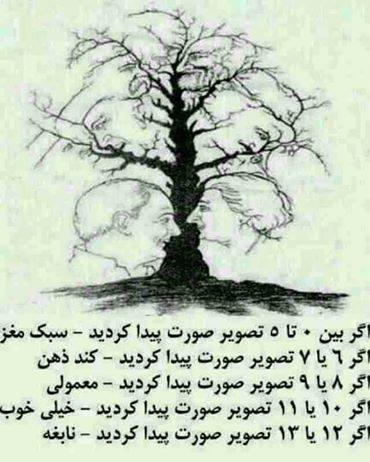 اگر بین ۰ تا ٥ تصویر صورت پیدا کردید - سبک مغز
اگر ٦ یا ۷ تصویر صورت پیدا کردید - کند ذهن
اگر ۸ یا ۹ تصویر صورت پیدا کردید - معمولی
اگر ۱۰ یا ۱۱ تصویر صورت پیدا کردید - خیلی خوب
اگر ۱۲ یا ۱۳ تصویر صورت پیدا کردید - نابغه